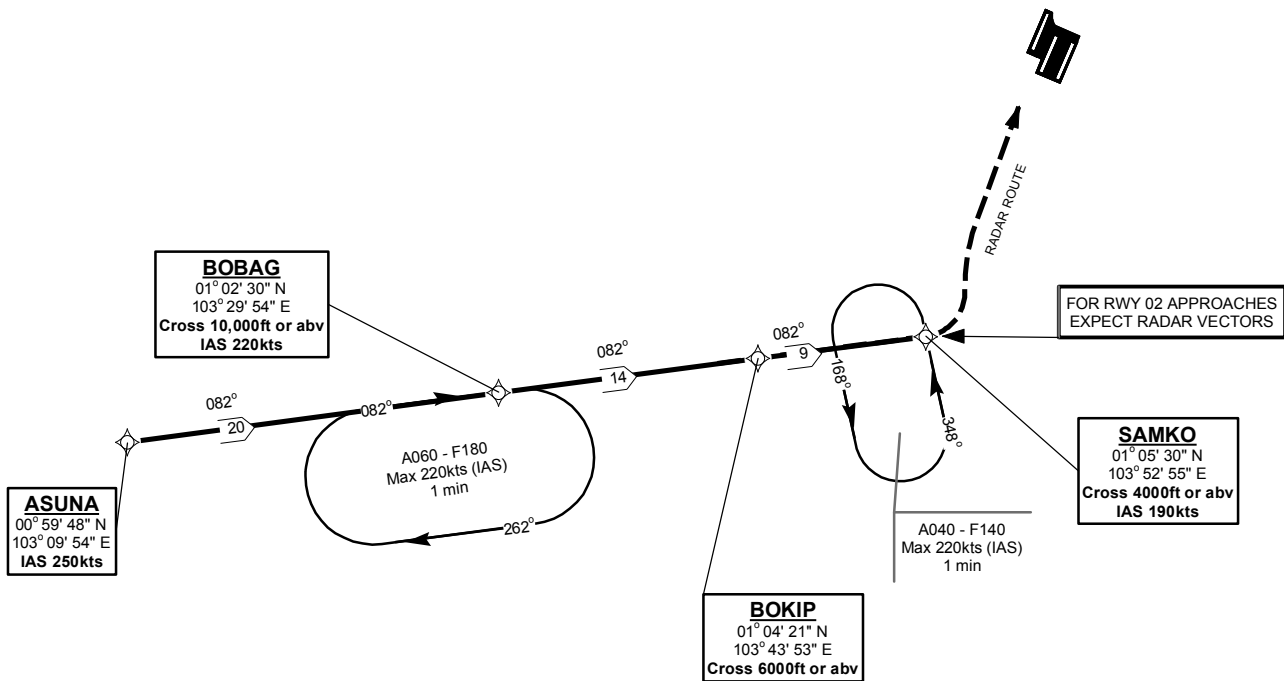 RADAR ROUTE
BOBAG
01° 02' 30" N
103° 29' 54" E
Cross 10,000ft or abv
IAS 220kts
FOR RWY 02 APPROACHES
EXPECT RADAR VECTORS
082°
9
082°
14
082°
20
082°
168°
348°
A060 - F180
Max 220kts (IAS)
1 min
262°
ASUNA
00° 59' 48" N
103° 09' 54" E
IAS 250kts
SAMKO
01° 05' 30" N
103° 52' 55" E
Cross 4000ft or abv
IAS 190kts
A040 - F140
Max 220kts (IAS)
1 min
BOKIP
01° 04' 21" N
103° 43' 53" E
Cross 6000ft or abv